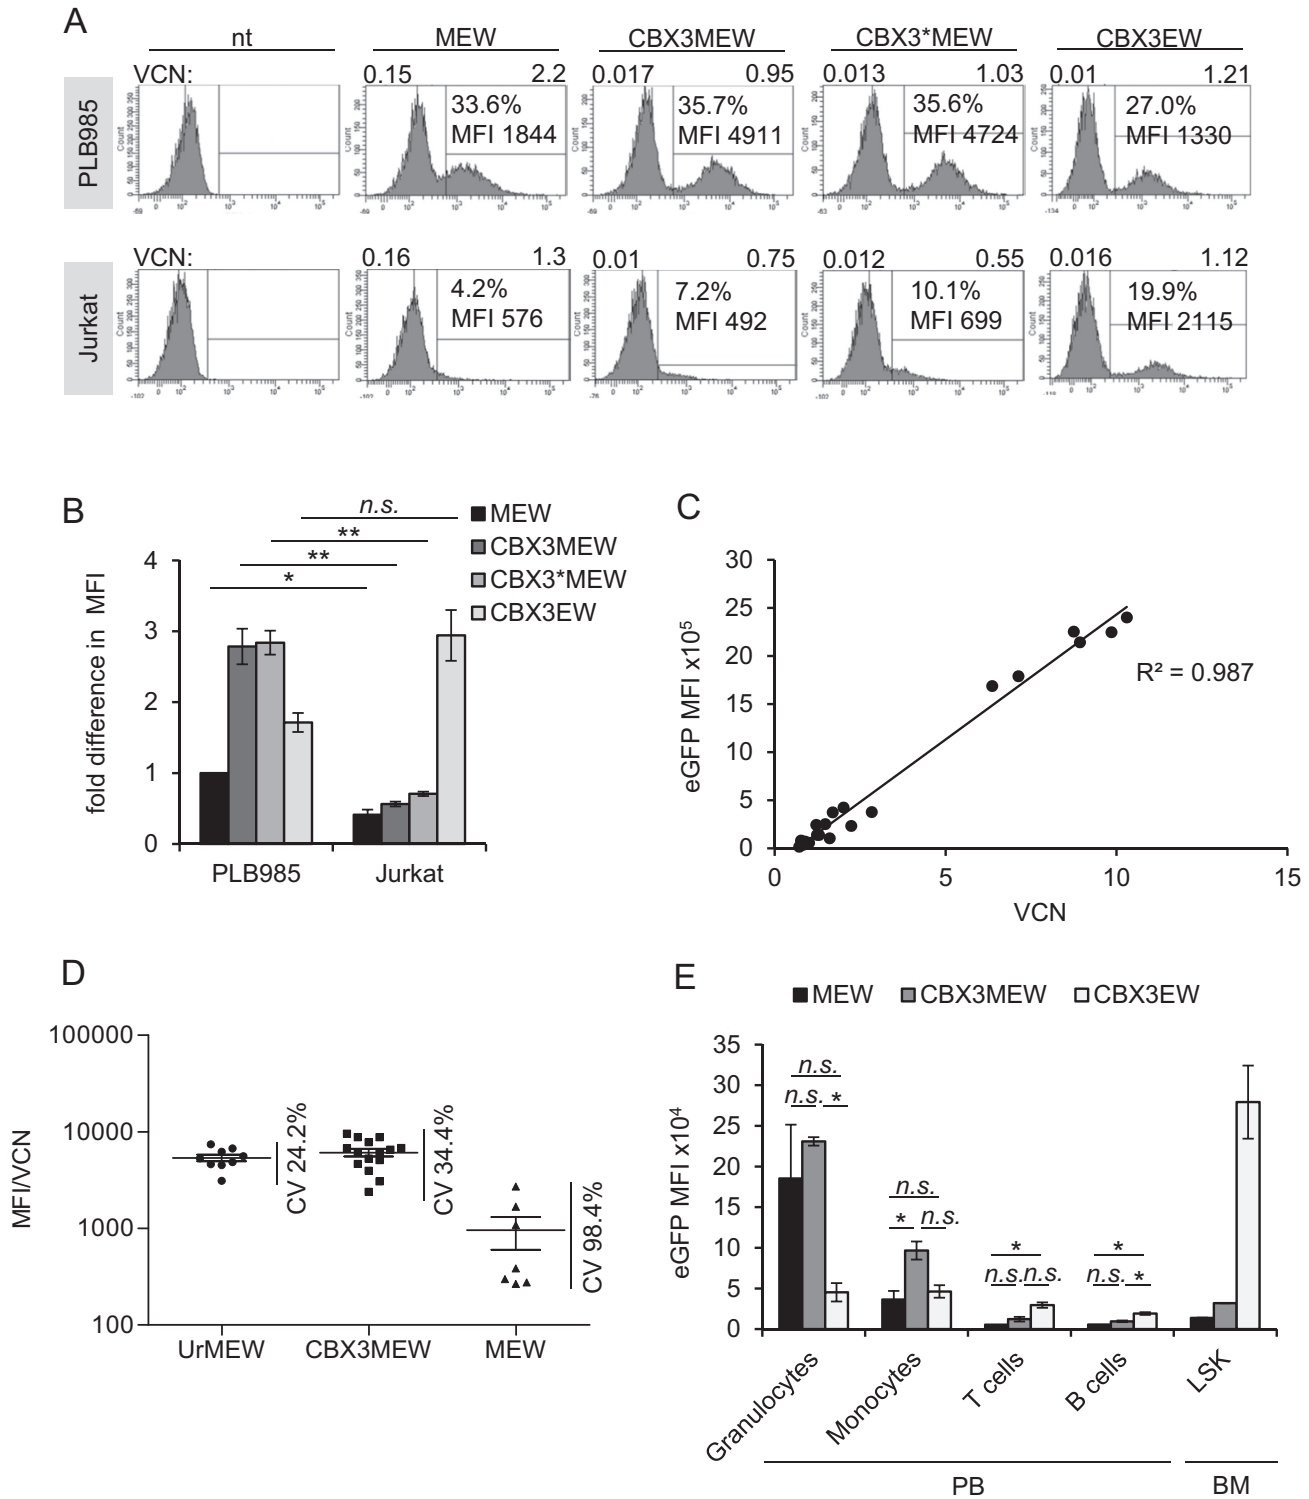 A
nt
MEW
CBX3MEW
CBX3*MEW
CBX3EW
PLB985
VCN:
0.15 2.2
0.017 0.95
0.013 1.03
0.01 1.21
33.6%
MFI 1844
35.7%
MFI 4911
35.6%
MFI 4724
27.0%
MFI 1330
Count
Jurkat
VCN:
0.16 1.3
0.01 0.75
0.012 0.55
0.016 1.12
4.2%
MFI 576
7.2%
MFI 492
10.1%
MFI 699
19.9%
MFI 2115
Count
B
n.s.
**
**
*
MEW
CBX3MEW
CBX3*MEW
CBX3EW
fold difference in MFI
4
3
2
1
0
PLB985 Jurkat
C
eGFP MFI x10⁵
30
25
20
15
10
5
0
R² = 0.987
0 5 10 15
VCN
D
MFI/VCN
100000
10000
1000
100
CV 24.2%
CV 34.4%
CV 98.4%
UrMEW CBX3MEW MEW
E
MEW CBX3MEW CBX3EW
eGFP MFI x10⁴
35
30
25
20
15
10
5
0
n.s.
n.s. *
n.s.
* n.s.
*
n.s. n.s.
*
n.s. *
Granulocytes
Monocytes
T cells
B cells
LSK
PB BM